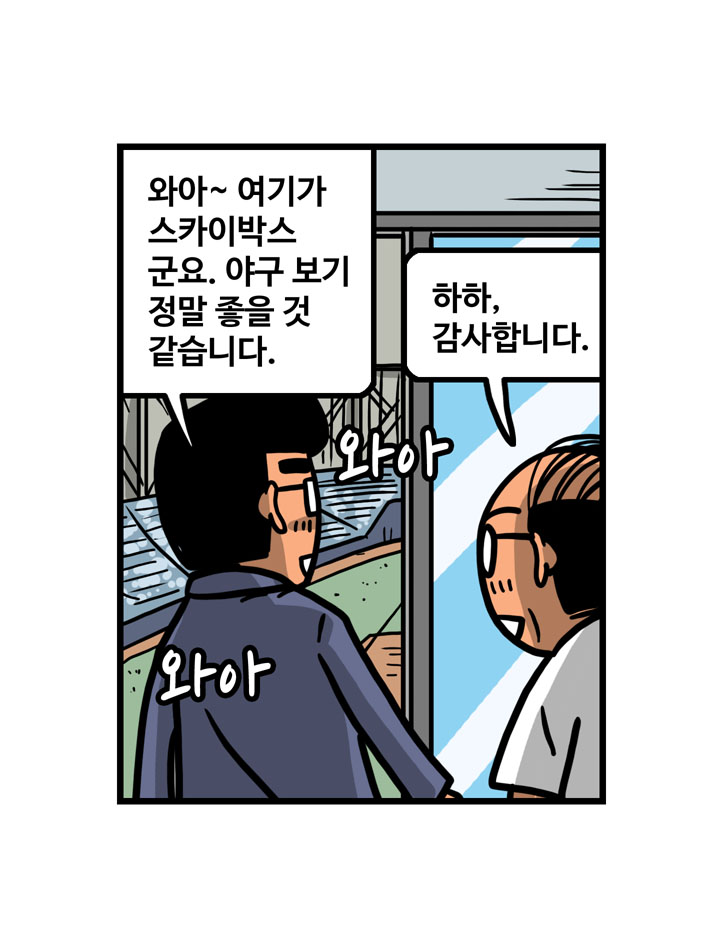 와아~ 여기가
스카이박스
군요. 야구 보기
정말 좋을 것
같습니다.
하하,
감사합니다.
와아
와아